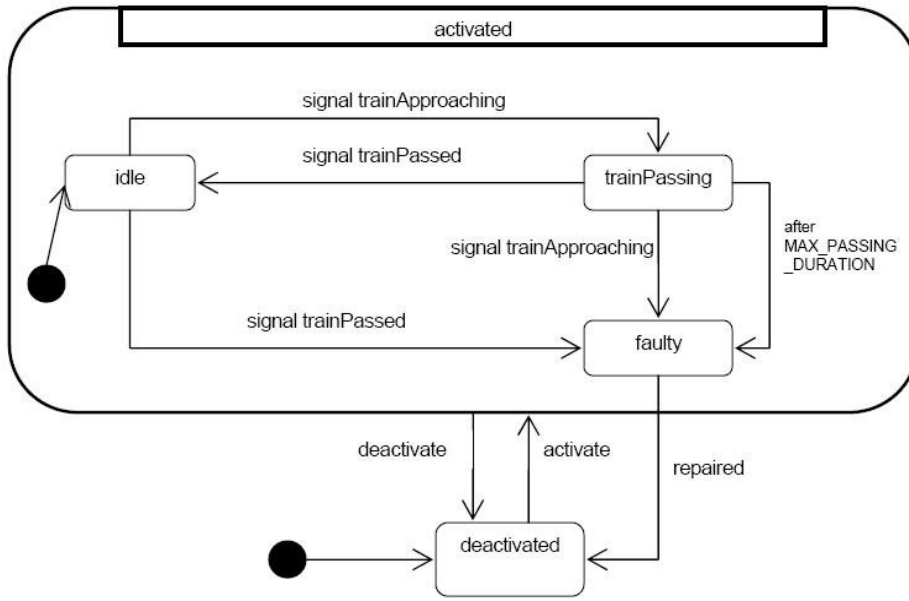 activated
signal trainApproaching
signal trainPassed
idle
trainPassing
after
MAX_PASSING
_DURATION
signal trainApproaching
signal trainPassed
faulty
deactivate
activate
repaired
deactivated